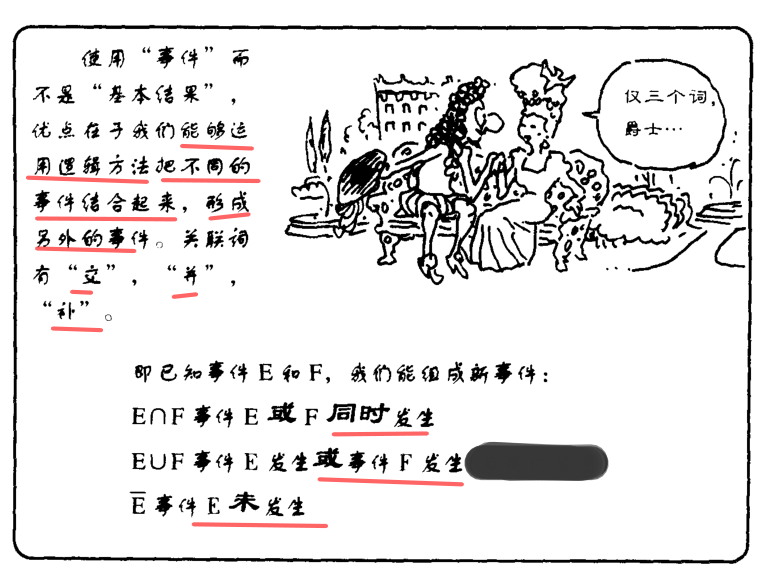 使用“事件”而
不是“基本结果”，
优点在于我们能够运
用逻辑方法把不同的
事件结合起来，形成
另外的事件。关联词
有“交”，“并”，
“补”。
仅三个词，
爵士…
即已知事件E和F，我们能组成新事件：
E∩F事件E或F同时发生
E∪F事件E发生或事件F发生
E̅事件E未发生